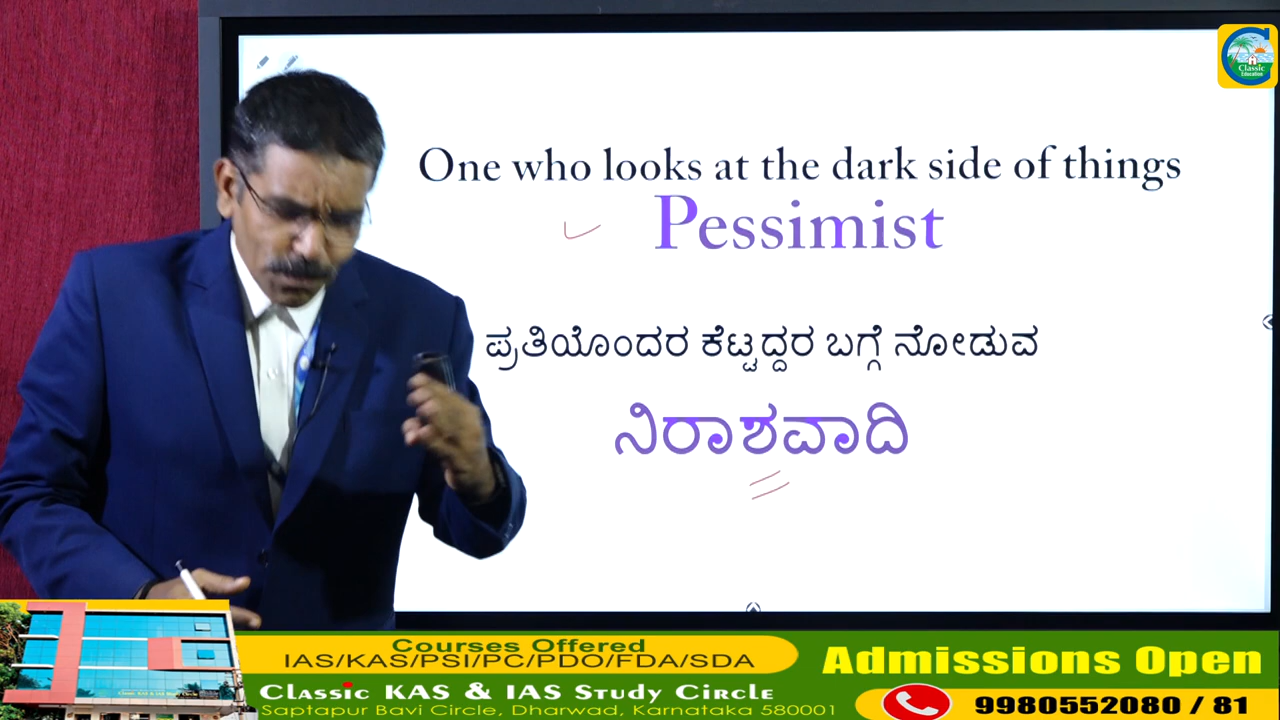 Classic
Education
One who looks at the dark side of things
Pessimist
ಪ್ರತಿಯೊಂದರ ಕೆಟ್ಟದ್ದರ ಬಗ್ಗೆ ನೋಡುವ
ನಿರಾಶವಾದಿ
Courses Offered
IAS/KAS/PSI/PC/PDO/FDA/SDA
Classic KAS & IAS Study Circle
Saptapur Bavi Circle, Dharwad, Karnataka 580001
Admissions Open
9980552080 / 81